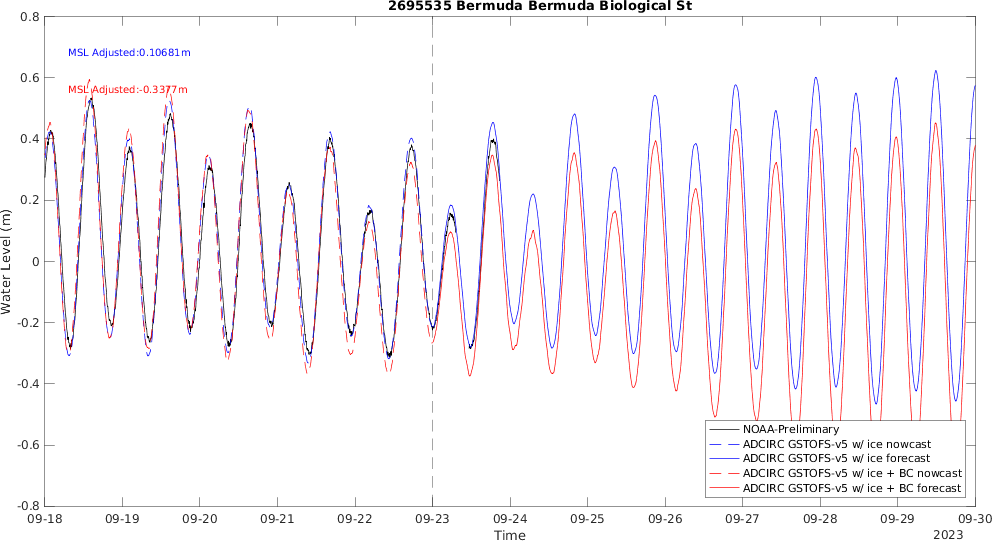 2695535 Bermuda Bermuda Biological St
MSL Adjusted:0.10681m
MSL Adjusted:-0.3377m
Water Level (m)
0.8
0.6
0.4
0.2
0
-0.2
-0.4
-0.6
-0.8
NOAA-Preliminary
ADCIRC GSTOFS-v5 w/ ice nowcast
ADCIRC GSTOFS-v5 w/ ice forecast
ADCIRC GSTOFS-v5 w/ ice + BC nowcast
ADCIRC GSTOFS-v5 w/ ice + BC forecast
09-18 09-19 09-20 09-21 09-22 09-23 09-24 09-25 09-26 09-27 09-28 09-29 09-30
Time
2023